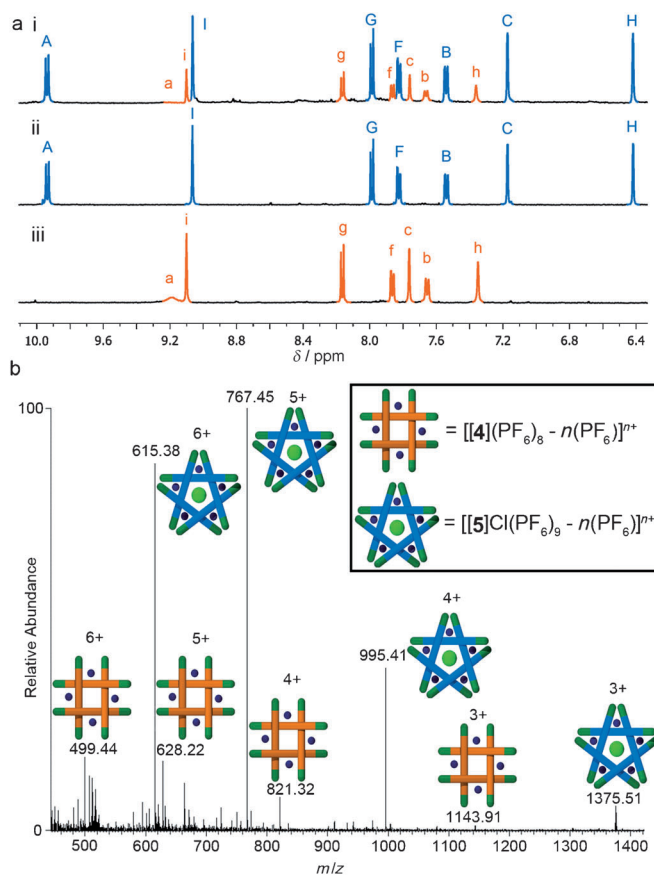 a i
A
i
I
a
g
G
f
F
c
b
B
h
C
H
ii
A
I
G
F
B
C
H
iii
a
i
g
f
c
b
h
10.0 9.6 9.2 8.8 8.4 8.0 7.6 7.2 6.8 6.4
δ / ppm
b
100
Relative Abundance
0
615.38
6+
767.45
5+
= [[4](PF₆)₈ - n(PF₆)]ⁿ⁺
= [[5]Cl(PF₆)₉ - n(PF₆)]ⁿ⁺
6+
499.44
5+
628.22
4+
821.32
995.41
4+
3+
1143.91
3+
1375.51
500 600 700 800 900 1000 1100 1200 1300 1400
m/z